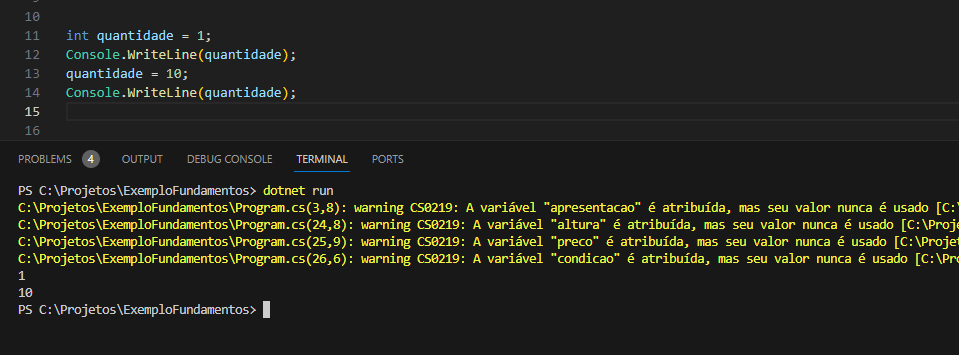 10
11 int quantidade = 1;
12 Console.WriteLine(quantidade);
13 quantidade = 10;
14 Console.WriteLine(quantidade);
15
16
PROBLEMS 4 OUTPUT DEBUG CONSOLE TERMINAL PORTS
PS C:\Projetos\ExemploFundamentos> dotnet run
C:\Projetos\ExemploFundamentos\Program.cs(3,8): warning CS0219: A variável "apresentacao" é atribuída, mas seu valor nunca é usado [C:\
C:\Projetos\ExemploFundamentos\Program.cs(24,8): warning CS0219: A variável "altura" é atribuída, mas seu valor nunca é usado [C:\Proje
C:\Projetos\ExemploFundamentos\Program.cs(25,9): warning CS0219: A variável "preco" é atribuída, mas seu valor nunca é usado [C:\Projet
C:\Projetos\ExemploFundamentos\Program.cs(26,6): warning CS0219: A variável "condicao" é atribuída, mas seu valor nunca é usado [C:\Pro
1
10
PS C:\Projetos\ExemploFundamentos>